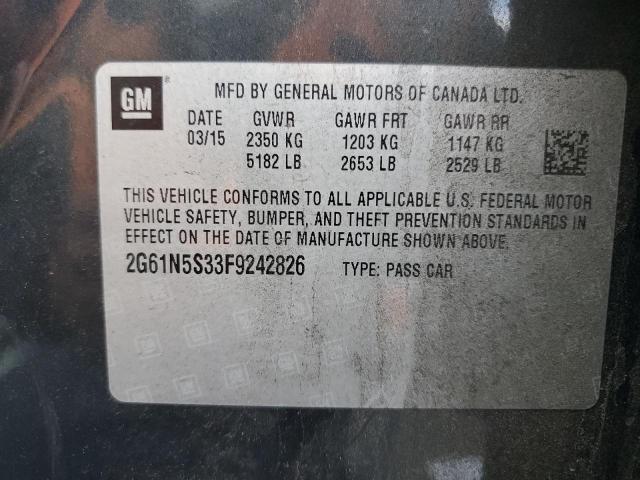 GM ®
MFD BY GENERAL MOTORS OF CANADA LTD.
DATE GVWR GAWR FRT GAWR RR
03/15 2350 KG 1203 KG 1147 KG
5182 LB 2653 LB 2529 LB
THIS VEHICLE CONFORMS TO ALL APPLICABLE U.S. FEDERAL MOTOR
VEHICLE SAFETY, BUMPER, AND THEFT PREVENTION STANDARDS IN
EFFECT ON THE DATE OF MANUFACTURE SHOWN ABOVE.
2G61N5S33F9242826 TYPE: PASS CAR